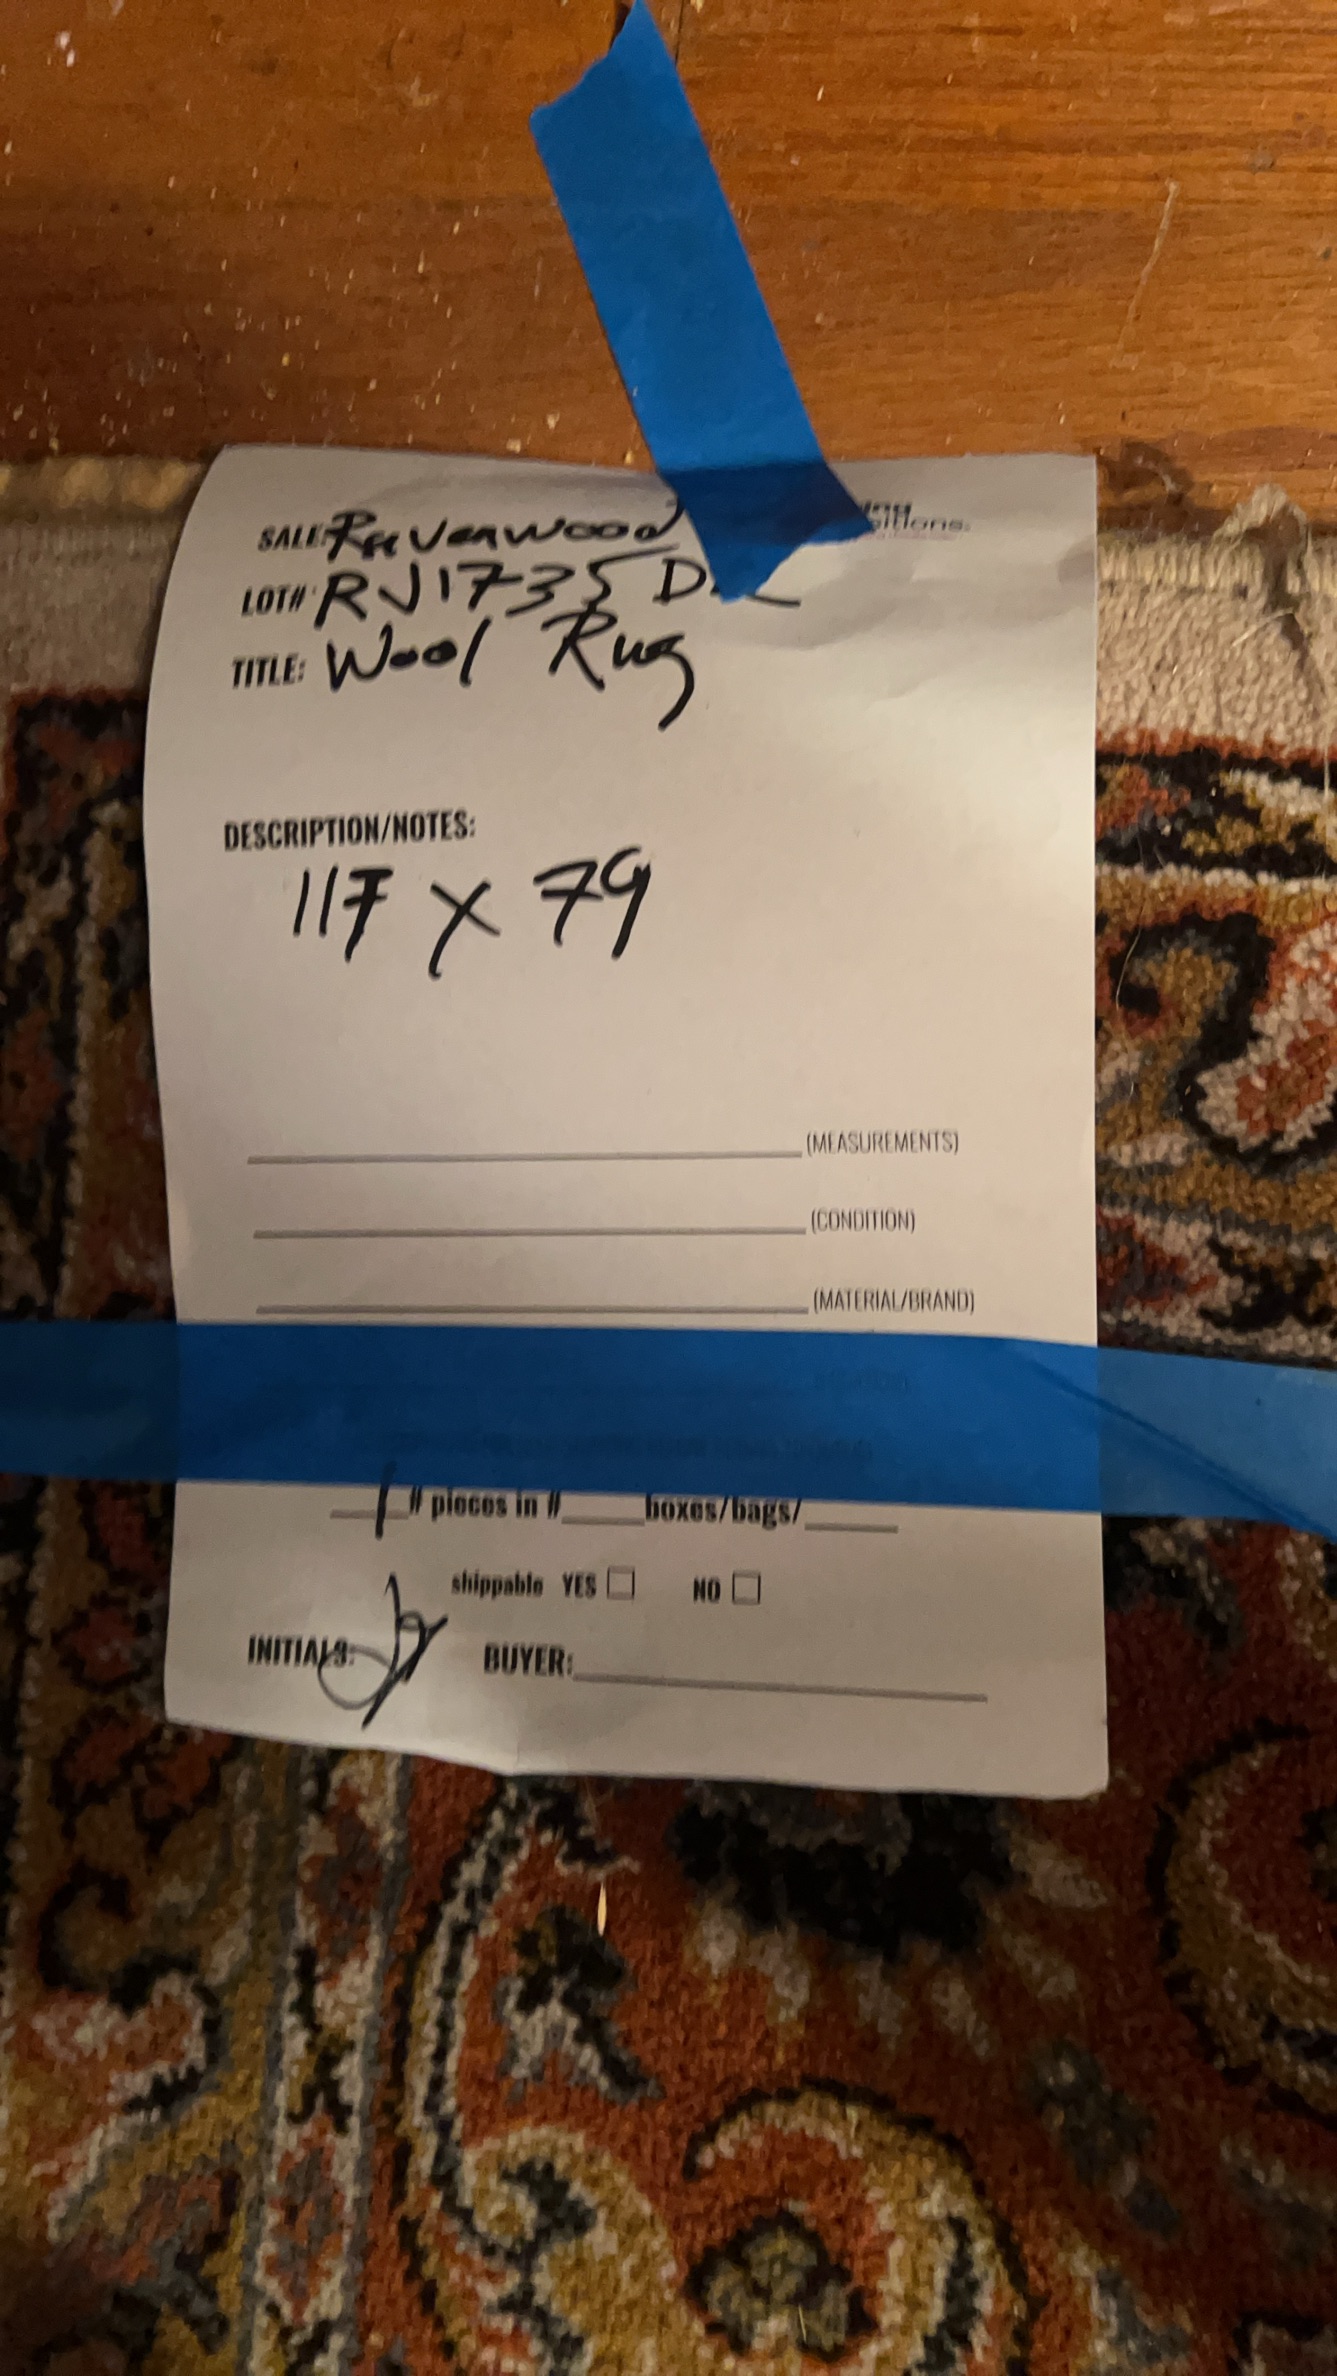 SALE: Ravenwood
LOT#: RJ1735 D
TITLE: Wool Rug
DESCRIPTION/NOTES:
117 x 79
(MEASUREMENTS)
(CONDITION)
(MATERIAL/BRAND)
1 # pieces in # boxes/bags/
shippable YES NO
INITIALS: BUYER: